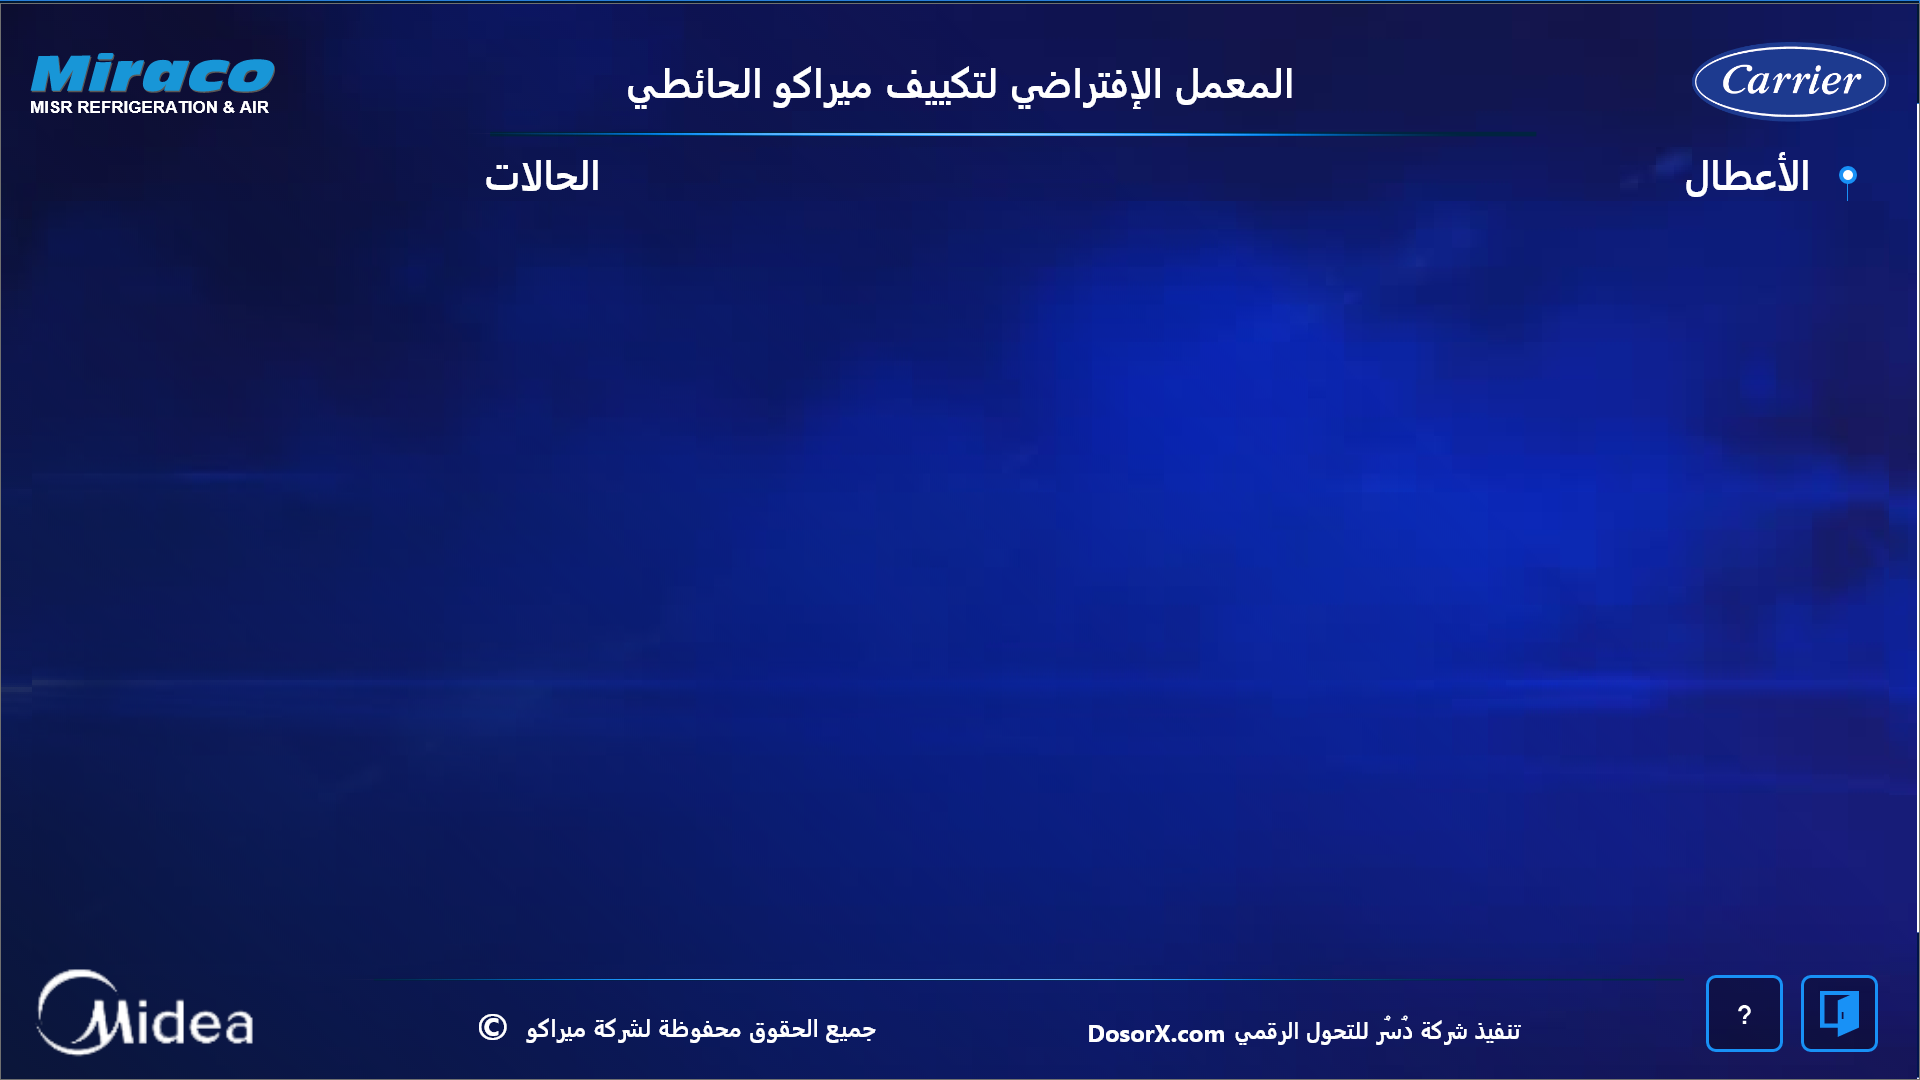 Miraco
MISR REFRIGERATION & AIR
المعمل الإفتراضي لتكييف ميراكو الحائطي
Carrier
الأعطال
الحالات
Midea
جميع الحقوق محفوظة لشركة ميراكو ©
تنفيذ شركة دُسُر للتحول الرقمي DosorX.com
?